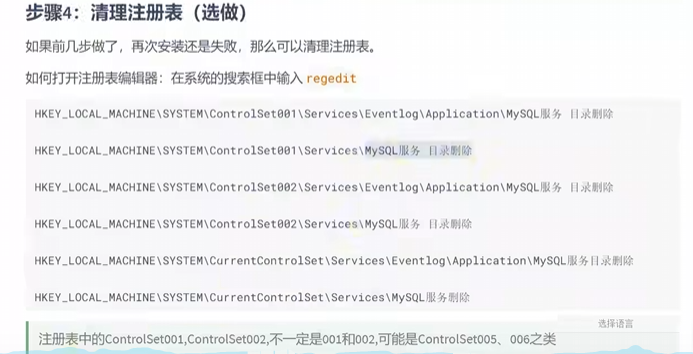 步骤4：清理注册表（选做）
如果前几步做了，再次安装还是失败，那么可以清理注册表。
如何打开注册表编辑器：在系统的搜索框中输入 regedit
HKEY_LOCAL_MACHINE\SYSTEM\ControlSet001\Services\Eventlog\Application\MySQL服务 目录删除
HKEY_LOCAL_MACHINE\SYSTEM\ControlSet001\Services\MySQL服务 目录删除
HKEY_LOCAL_MACHINE\SYSTEM\ControlSet002\Services\Eventlog\Application\MySQL服务 目录删除
HKEY_LOCAL_MACHINE\SYSTEM\ControlSet002\Services\MySQL服务 目录删除
HKEY_LOCAL_MACHINE\SYSTEM\CurrentControlSet\Services\Eventlog\Application\MySQL服务目录删除
HKEY_LOCAL_MACHINE\SYSTEM\CurrentControlSet\Services\MySQL服务删除
选择语言
注册表中的ControlSet001,ControlSet002,不一定是001和002,可能是ControlSet005、006之类